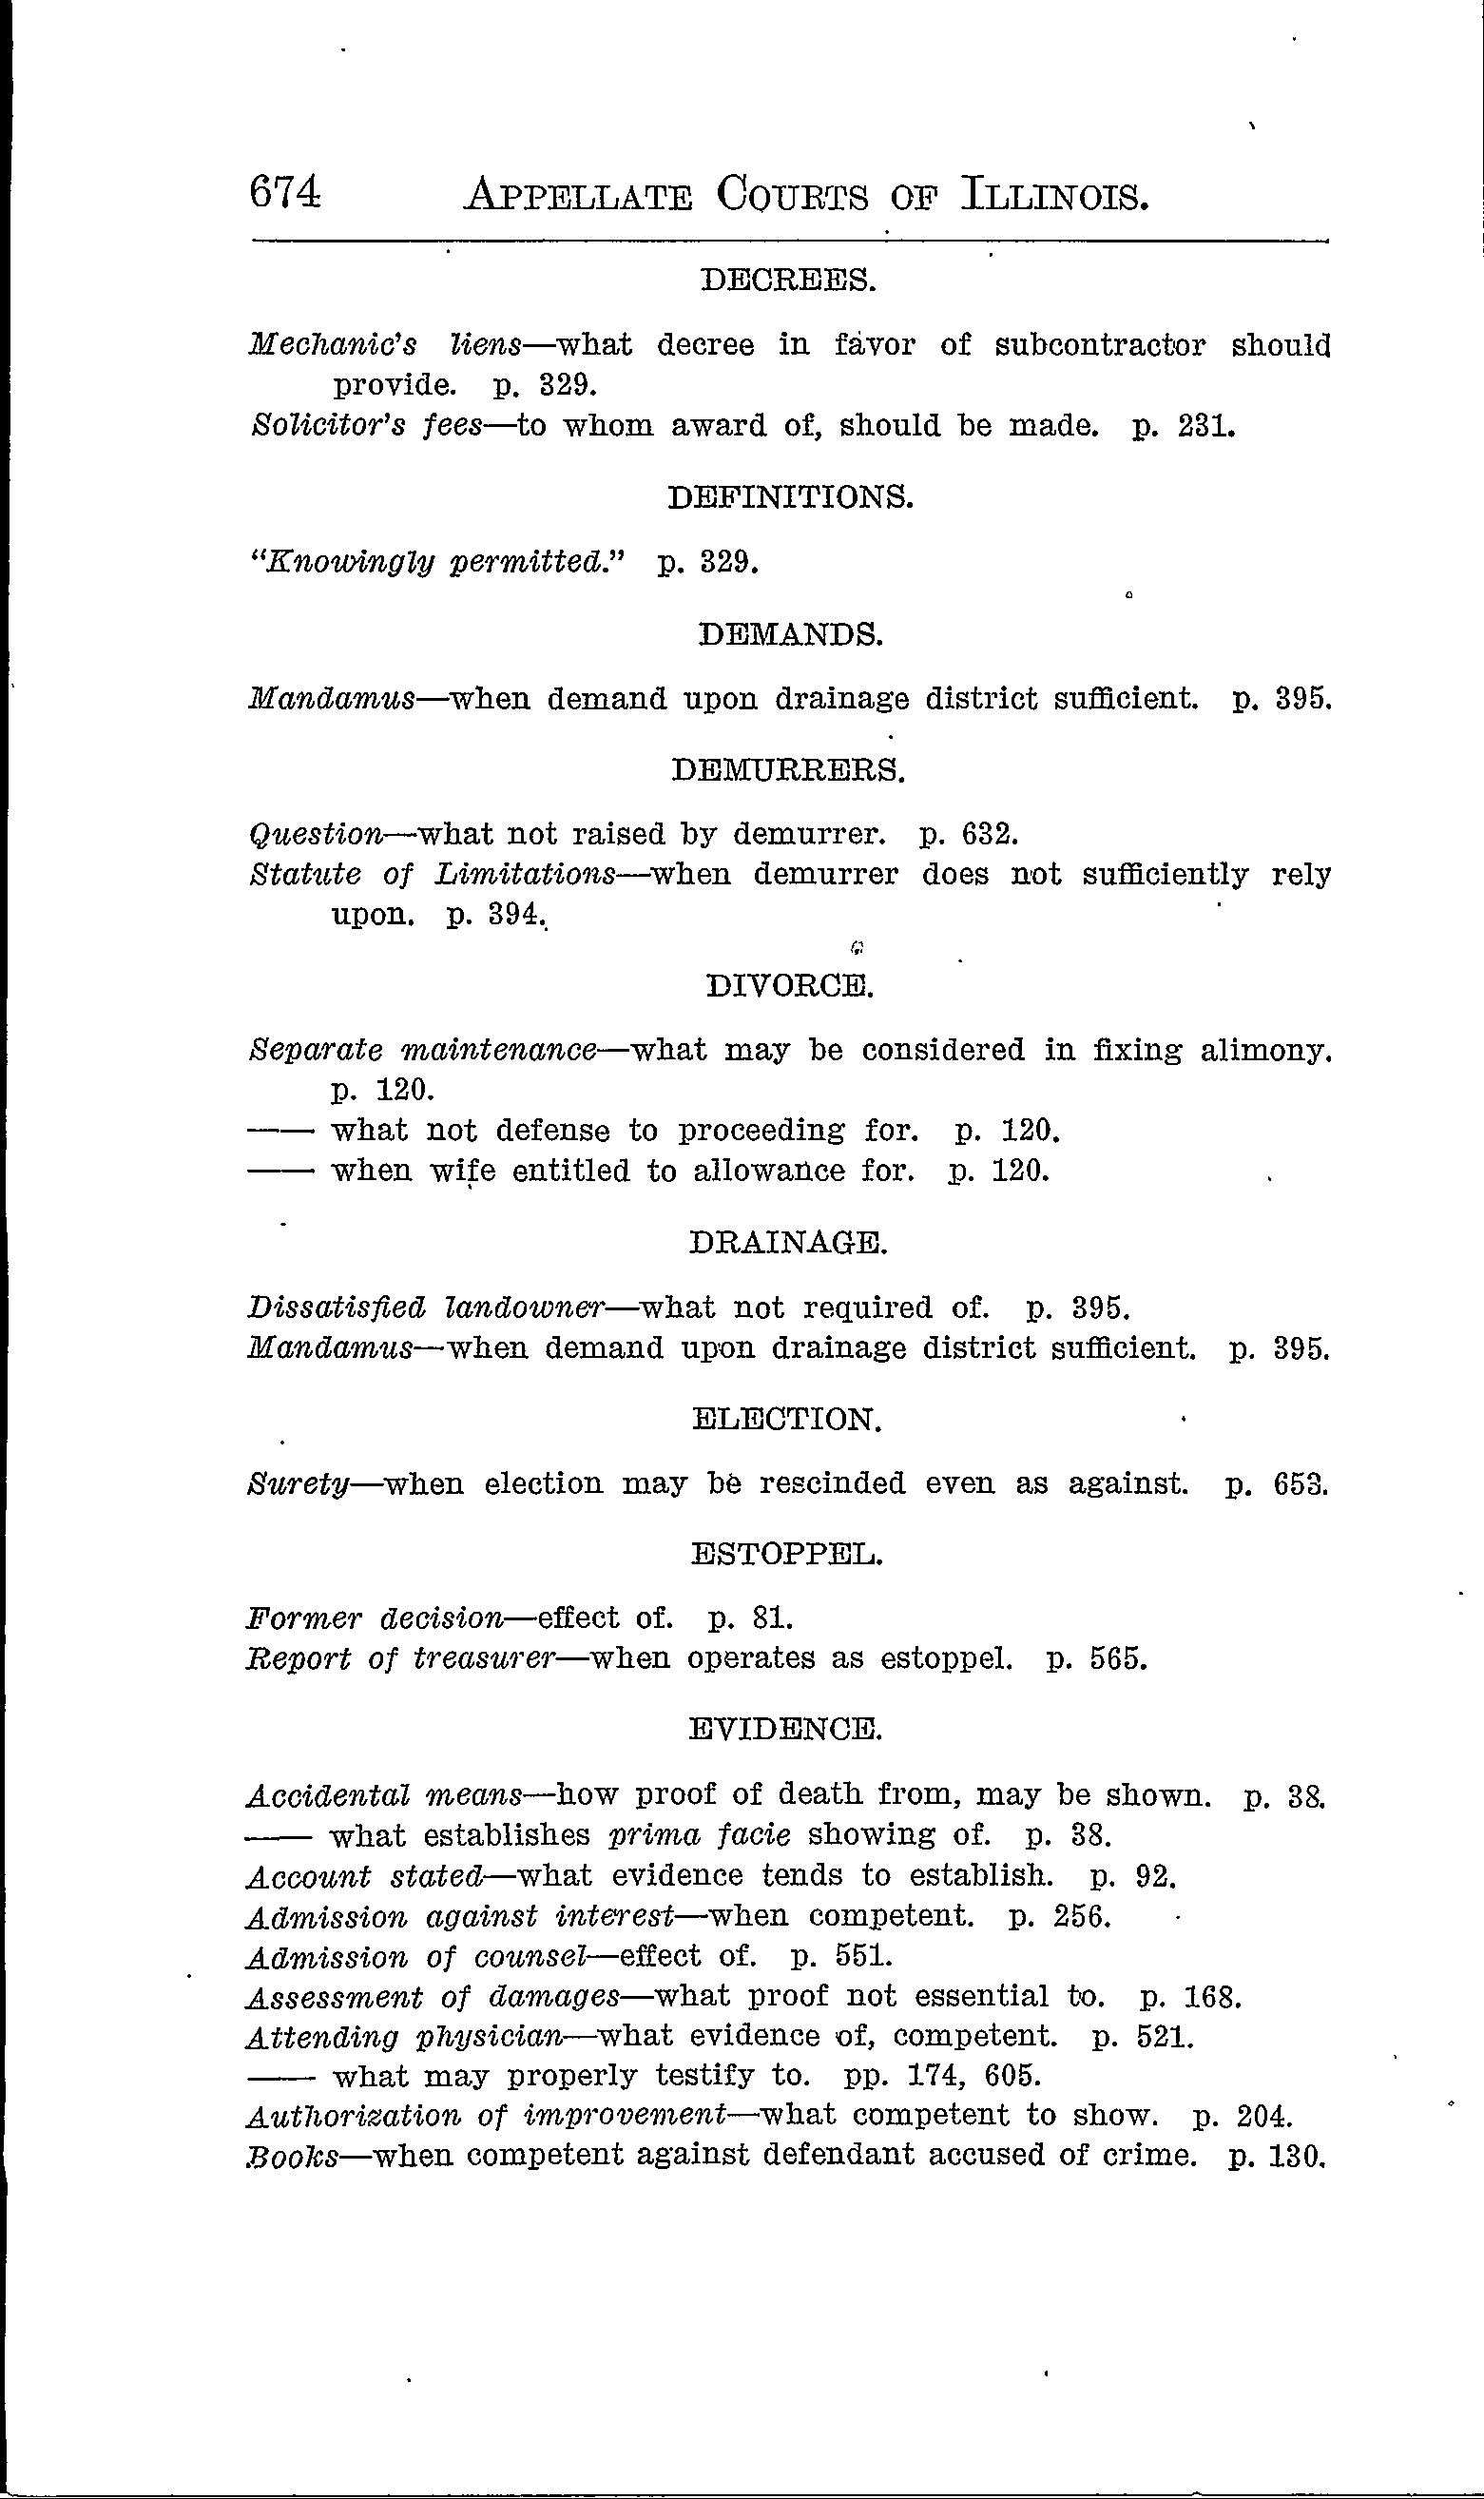 674 APPELLATE COURTS OF ILLINOIS.
DECREES.
Mechanic's liens—what decree in favor of subcontractor should
provide. p. 329.
Solicitor's fees—to whom award of, should be made. p. 231.
DEFINITIONS.
"Knowingly permitted." p. 329.
DEMANDS.
Mandamus—when demand upon drainage district sufficient. p. 395.
DEMURRERS.
Question—what not raised by demurrer. p. 632.
Statute of Limitations—when demurrer does not sufficiently rely
upon. p. 394.
DIVORCE.
Separate maintenance—what may be considered in fixing alimony.
p. 120.
—— what not defense to proceeding for. p. 120.
—— when wife entitled to allowance for. p. 120.
DRAINAGE.
Dissatisfied landowner—what not required of. p. 395.
Mandamus—when demand upon drainage district sufficient. p. 395.
ELECTION.
Surety—when election may be rescinded even as against. p. 653.
ESTOPPEL.
Former decision—effect of. p. 81.
Report of treasurer—when operates as estoppel. p. 565.
EVIDENCE.
Accidental means—how proof of death from, may be shown. p. 38.
—— what establishes prima facie showing of. p. 38.
Account stated—what evidence tends to establish. p. 92.
Admission against interest—when competent. p. 256.
Admission of counsel—effect of. p. 551.
Assessment of damages—what proof not essential to. p. 168.
Attending physician—what evidence of, competent. p. 521.
—— what may properly testify to. pp. 174, 605.
Authorization of improvement—what competent to show. p. 204.
Books—when competent against defendant accused of crime. p. 130.